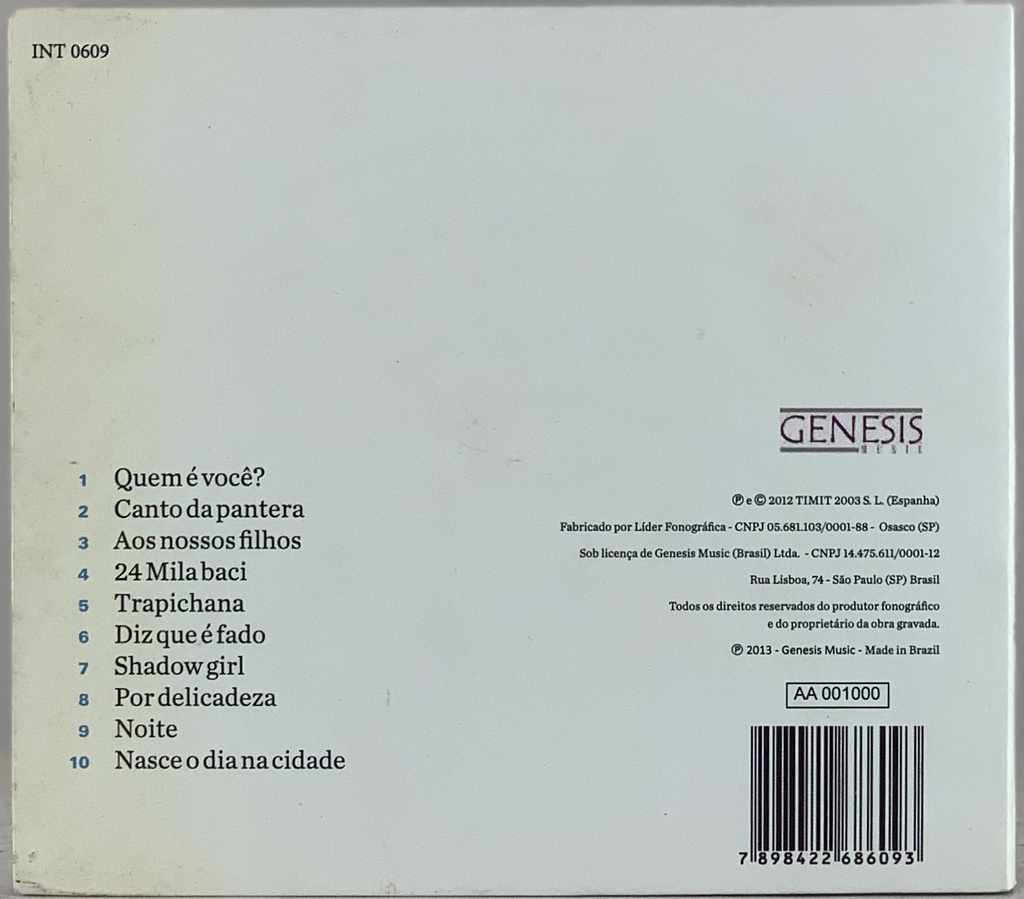 INT 0609
1 Quem é você?
2 Canto da pantera
3 Aos nossos filhos
4 24 Mila baci
5 Trapichana
6 Diz que é fado
7 Shadow girl
8 Por delicadeza
9 Noite
10 Nasce o dia na cidade
GENESIS
MUSIC
℗ e © 2012 TIMIT 2003 S. L. (Espanha)
Fabricado por Líder Fonográfica - CNPJ 05.681.103/0001-88 - Osasco (SP)
Sob licença de Genesis Music (Brasil) Ltda. - CNPJ 14.475.611/0001-12
Rua Lisboa, 74 - São Paulo (SP) Brasil
Todos os direitos reservados do produtor fonográfico
e do proprietário da obra gravada.
℗ 2013 - Genesis Music - Made in Brazil
AA 001000
7 898422 686093